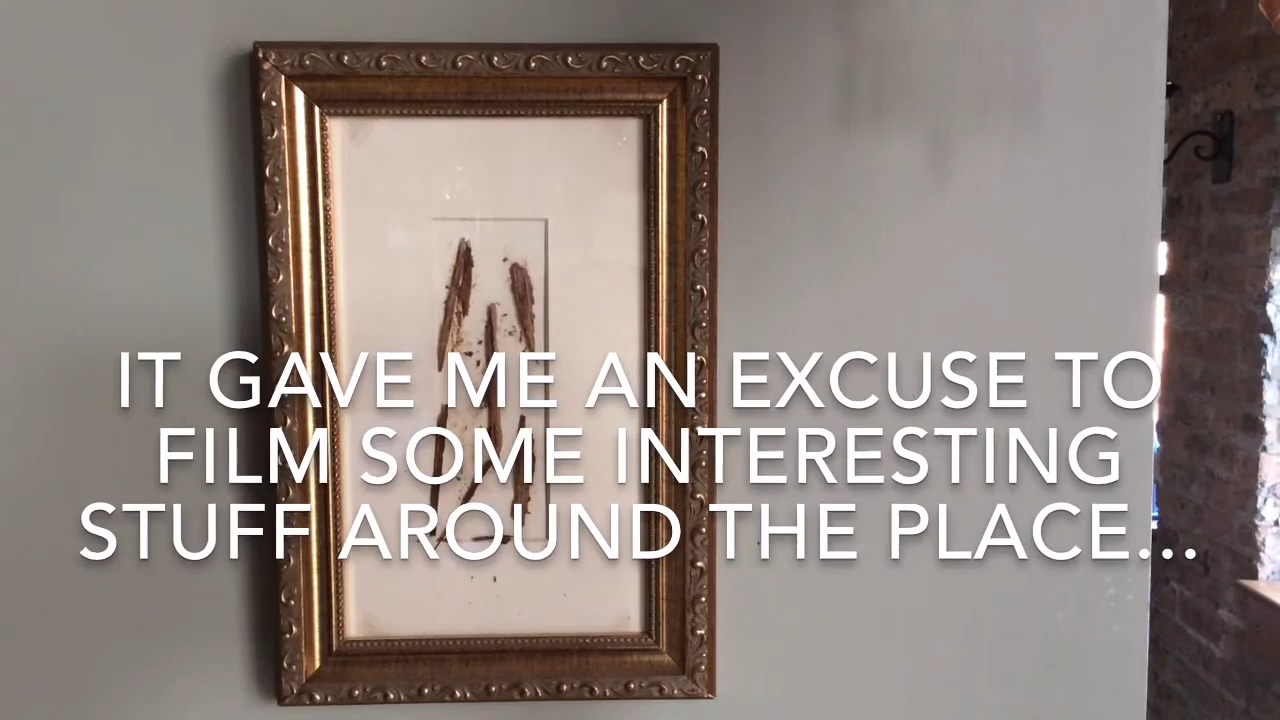 IT GAVE ME AN EXCUSE TO
FILM SOME INTERESTING
STUFF AROUND THE PLACE...